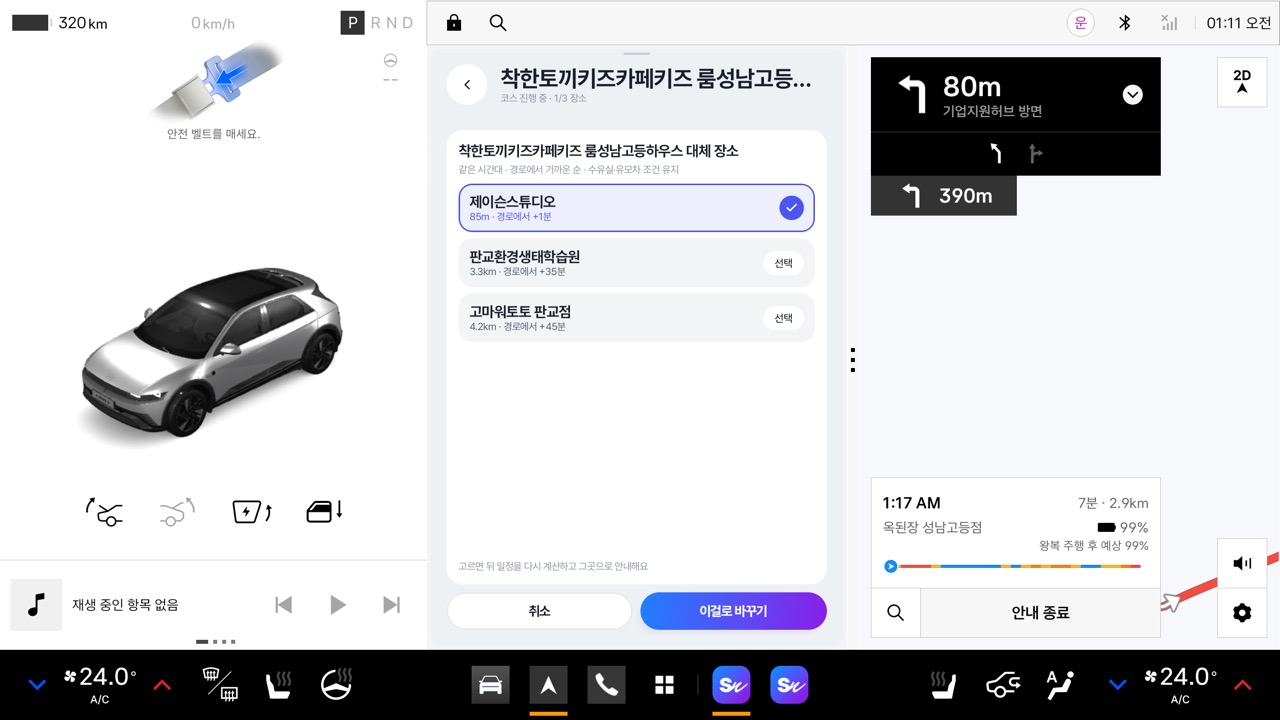 320 km
0 km/h
P R N D
안전 벨트를 매세요.
재생 중인 항목 없음
운
01:11 오전
착한토끼키즈카페키즈 룸성남고등...
코스 진행 중 · 1/3 장소
착한토끼키즈카페키즈 룸성남고등하우스 대체 장소
같은 시간대 · 경로에서 가까운 순 · 수유실·유모차 조건 유지
제이슨스튜디오
85m · 경로에서 +1분
판교환경생태학습원
3.3km · 경로에서 +35분
선택
고마워토토 판교점
4.2km · 경로에서 +45분
선택
고르면 뒤 일정을 다시 계산하고 그곳으로 안내해요
취소
이걸로 바꾸기
80m
기업지원허브 방면
390m
2D
1:17 AM
7분 · 2.9km
옥된장 성남고등점
99%
왕복 주행 후 예상 99%
안내 종료
24.0°
A/C
A
24.0°
A/C